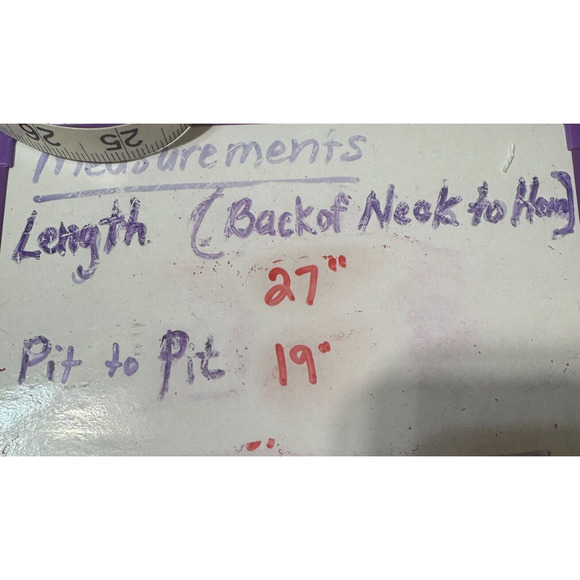 26 25
Measurements
Length (Back of Neck to Hem)
27"
Pit to Pit 19"